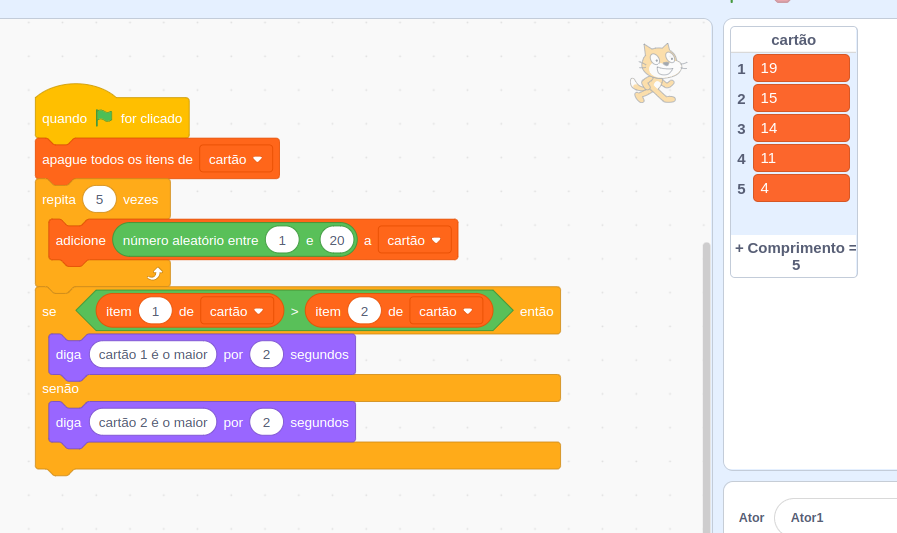 quando for clicado
apague todos os itens de cartão
repita 5 vezes
adicione número aleatório entre 1 e 20 a cartão
se item 1 de cartão > item 2 de cartão então
diga cartão 1 é o maior por 2 segundos
senão
diga cartão 2 é o maior por 2 segundos
cartão
1 19
2 15
3 14
4 11
5 4
+ Comprimento =
5
Ator Ator1